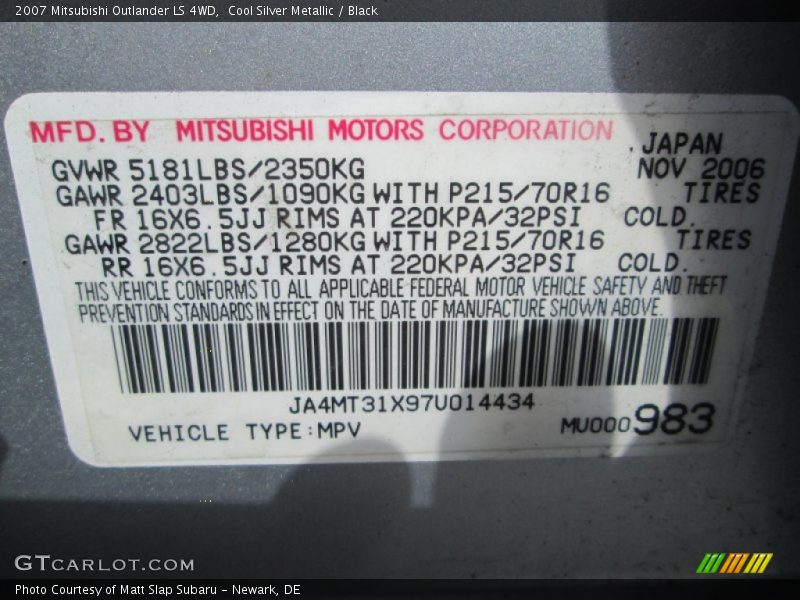 2007 Mitsubishi Outlander LS 4WD,  Cool Silver Metallic / Black
MFD. BY MITSUBISHI MOTORS CORPORATION , JAPAN
GVWR 5181LBS/2350KG NOV 2006
GAWR 2403LBS/1090KG WITH P215/70R16 TIRES
FR 16X6.5JJ RIMS AT 220KPA/32PSI COLD.
GAWR 2822LBS/1280KG WITH P215/70R16 TIRES
RR 16X6.5JJ RIMS AT 220KPA/32PSI COLD.
THIS VEHICLE CONFORMS TO ALL APPLICABLE FEDERAL MOTOR VEHICLE SAFETY AND THEFT
PREVENTION STANDARDS IN EFFECT ON THE DATE OF MANUFACTURE SHOWN ABOVE.
JA4MT31X97U014434
VEHICLE TYPE:MPV MU000983
GTCARLOT.COM
Photo Courtesy of Matt Slap Subaru - Newark, DE